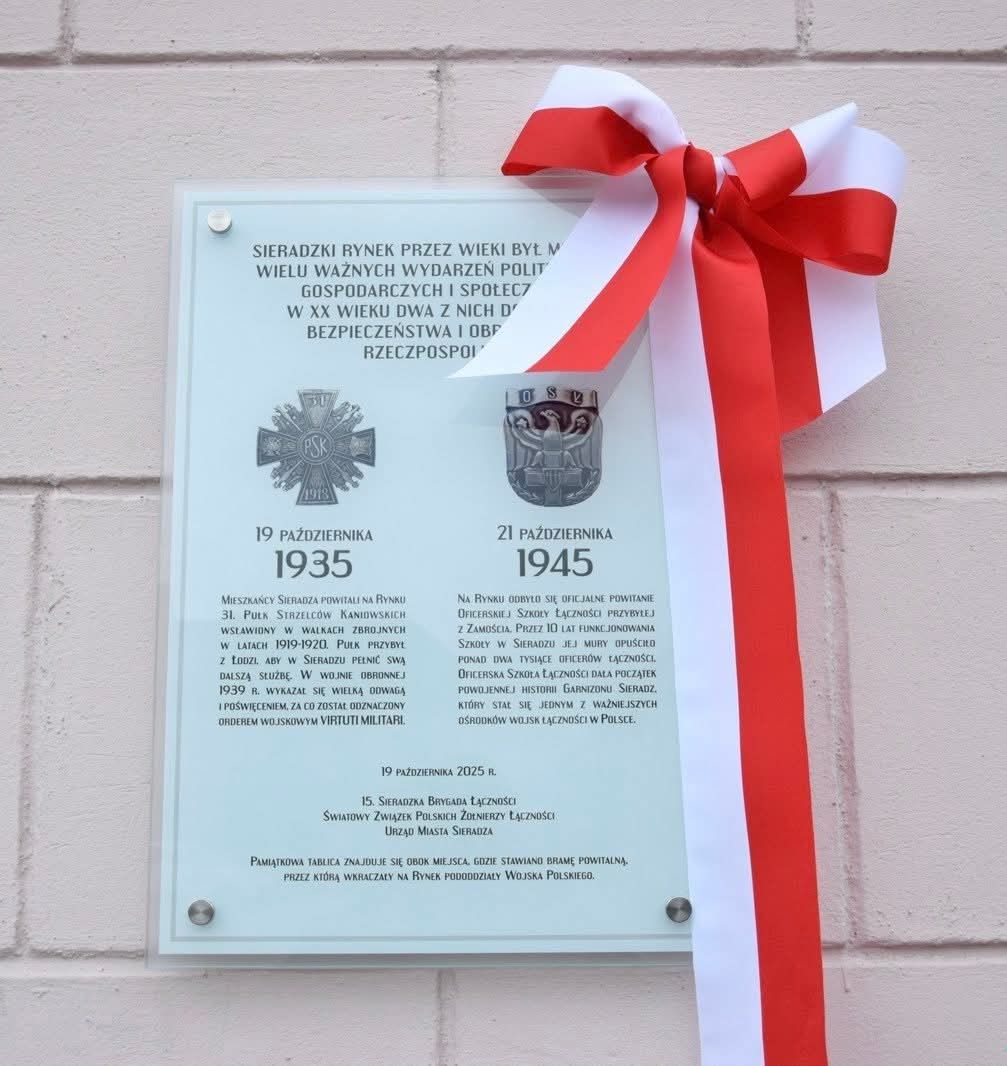 SIERADZKI RYNEK PRZEZ WIEKI BYŁ
WIELU WAŻNYCH WYDARZEŃ
GOSPODARCZYCH I
W XX WIEKU DWA Z NICH
BEZPIECZEŃSTWA I
31
PSK
1918
O S Ł
19 PAŹDZIERNIKA
1935
MIESZKAŃCY SIERADZA POWITALI NA RYNKU
31. PUŁK STRZELCÓW KANIOWSKICH
WSŁAWIONY W WALKACH ZBROJNYCH
W LATACH 1919-1920. PUŁK PRZYBYŁ
Z ŁODZI, ABY W SIERADZU PEŁNIĆ SWĄ
DALSZĄ SŁUŻBĘ. W WOJNIE OBRONNEJ
1939 R. WYKAZAŁ SIĘ WIELKĄ ODWAGĄ
I POŚWIĘCENIEM, ZA CO ZOSTAŁ ODZNACZONY
ORDEREM WOJSKOWYM VIRTUTI MILITARI.
21 PAŹDZIERNIKA
1945
NA RYNKU ODBYŁO SIĘ OFICJALNE POWITANIE
OFICERSKIEJ SZKOŁY ŁĄCZNOŚCI PRZYBYŁEJ
Z ZAMOŚCIA. PRZEZ 10 LAT FUNKCJONOWANIA
SZKOŁY W SIERADZU JEJ MURY OPUŚCIŁO
PONAD DWA TYSIĄCE OFICERÓW ŁĄCZNOŚCI.
OFICERSKA SZKOŁA ŁĄCZNOŚCI DAŁA POCZĄTEK
POWOJENNEJ HISTORII GARNIZONU SIERADZ,
KTÓRY STAŁ SIĘ JEDNYM Z WAŻNIEJSZYCH
OŚRODKÓW WOJSK ŁĄCZNOŚCI W POLSCE.
19 PAŹDZIERNIKA 2025 R.
15. SIERADZKA BRYGADA ŁĄCZNOŚCI
ŚWIATOWY ZWIĄZEK POLSKICH ŻOŁNIERZY ŁĄCZNOŚCI
URZĄD MIASTA SIERADZA
PAMIĄTKOWA TABLICA ZNAJDUJE SIĘ OBOK MIEJSCA, GDZIE STAWIANO BRAMĘ POWITALNĄ,
PRZEZ KTÓRĄ WKRACZAŁY NA RYNEK PODODDZIAŁY WOJSKA POLSKIEGO.